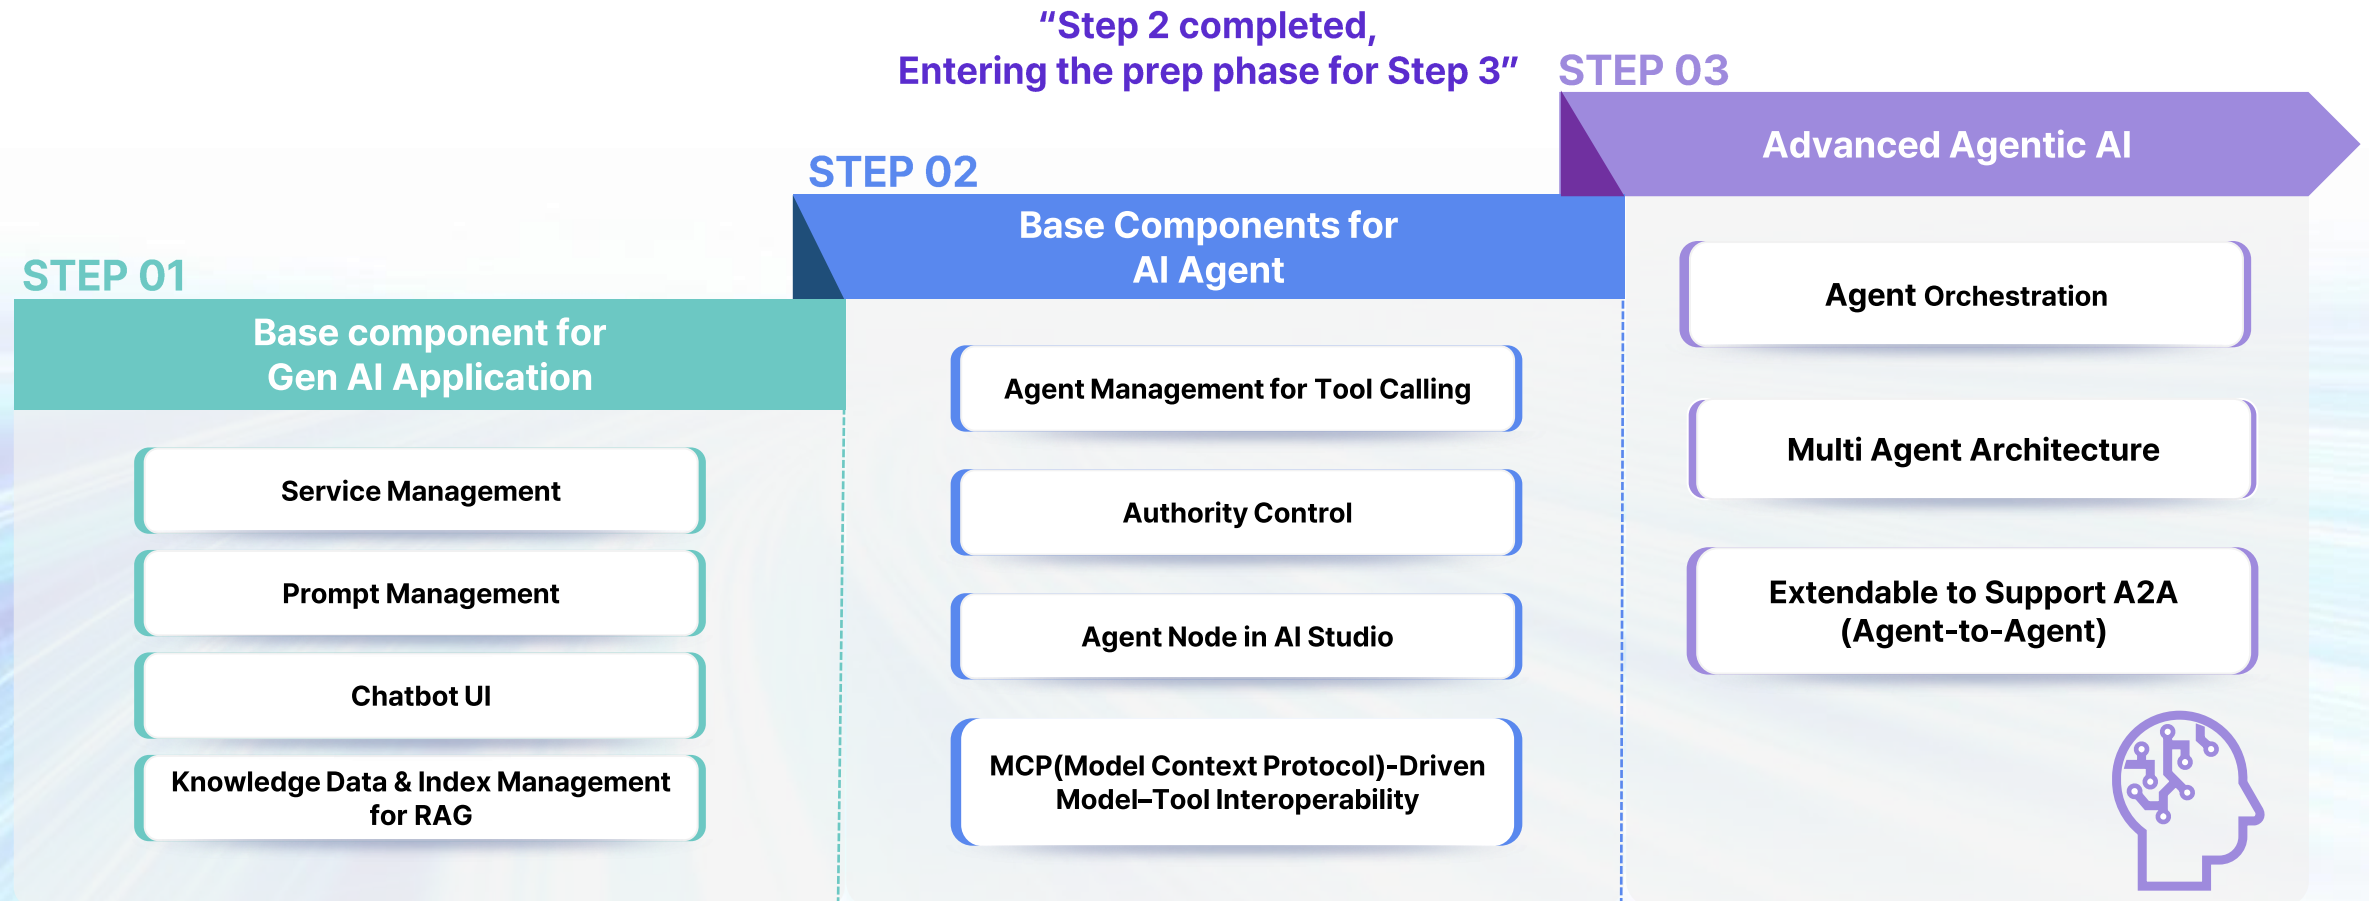 “Step 2 completed,
Entering the prep phase for Step 3”
STEP 01
Base component for
Gen AI Application
Service Management
Prompt Management
Chatbot UI
Knowledge Data & Index Management
for RAG
STEP 02
Base Components for
AI Agent
Agent Management for Tool Calling
Authority Control
Agent Node in AI Studio
MCP(Model Context Protocol)-Driven
Model–Tool Interoperability
STEP 03
Advanced Agentic AI
Agent Orchestration
Multi Agent Architecture
Extendable to Support A2A
(Agent-to-Agent)